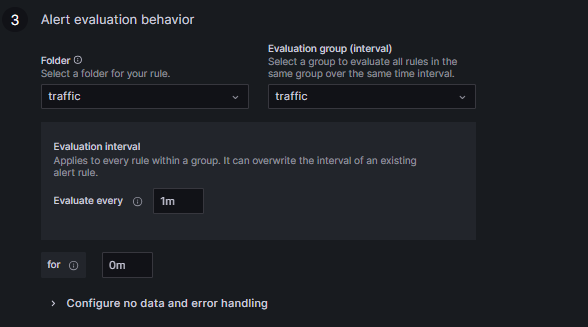 3 Alert evaluation behavior
Folder
Select a folder for your rule.
traffic
Evaluation group (interval)
Select a group to evaluate all rules in the
same group over the same time interval.
traffic
Evaluation interval
Applies to every rule within a group. It can overwrite the interval of an existing
alert rule.
Evaluate every 1m
for 0m
Configure no data and error handling